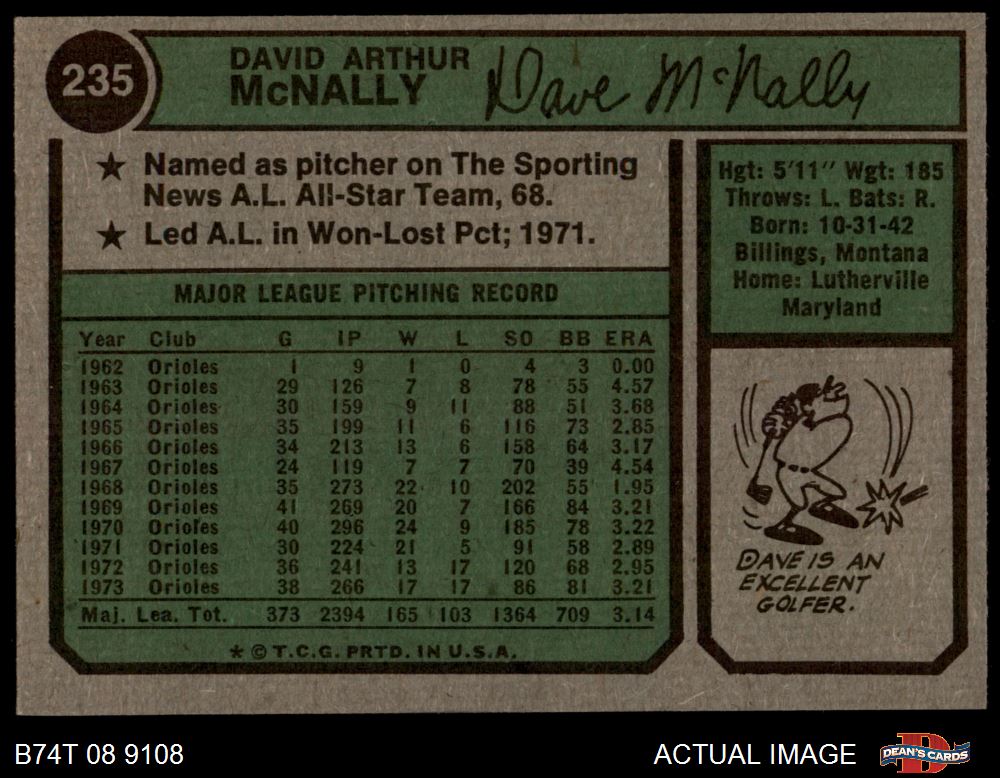 235
DAVID ARTHUR
McNALLY
Dave McNally
★ Named as pitcher on The Sporting
News A.L. All-Star Team, 68.
★ Led A.L. in Won-Lost Pct; 1971.
MAJOR LEAGUE PITCHING RECORD
Year Club G IP W L SO BB ERA
1962 Orioles 1 9 1 0 4 3 0.00
1963 Orioles 29 126 7 8 78 55 4.57
1964 Orioles 30 159 9 11 88 51 3.68
1965 Orioles 35 199 11 6 116 73 2.85
1966 Orioles 34 213 13 6 158 64 3.17
1967 Orioles 24 119 7 7 70 39 4.54
1968 Orioles 35 273 22 10 202 55 1.95
1969 Orioles 41 269 20 7 166 84 3.21
1970 Orioles 40 296 24 9 185 78 3.22
1971 Orioles 30 224 21 5 91 58 2.89
1972 Orioles 36 241 13 17 120 68 2.95
1973 Orioles 38 266 17 17 86 81 3.21
Maj. Lea. Tot. 373 2394 165 103 1364 709 3.14
* © T.C.G. PRTD. IN U.S.A.
Hgt: 5'11" Wgt: 185
Throws: L. Bats: R.
Born: 10-31-42
Billings, Montana
Home: Lutherville
Maryland
DAVE IS AN
EXCELLENT
GOLFER.
B74T 08 9108
ACTUAL IMAGE
DEAN'S CARDS